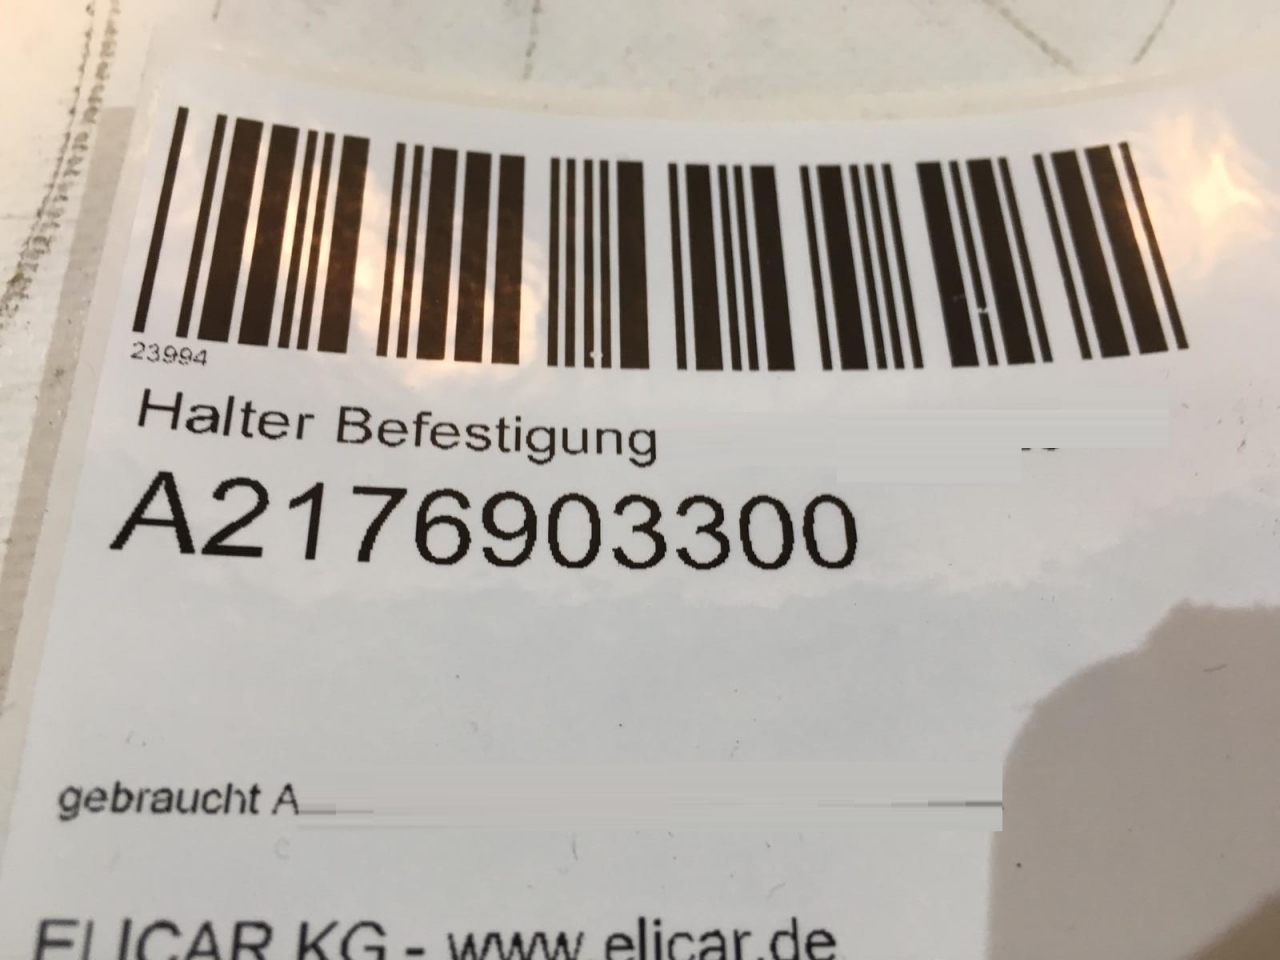 23994
Halter Befestigung
A2176903300
gebraucht A
ELICAR KG - www.elicar.de